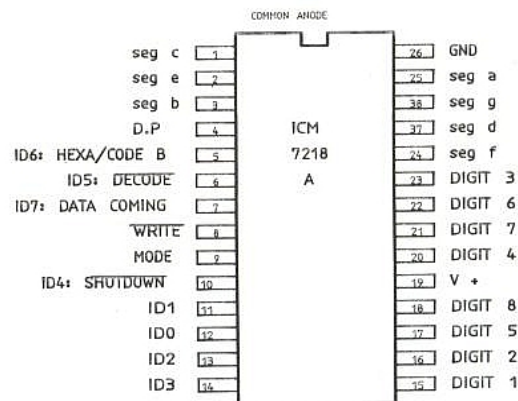 COMMON ANODE
seg c 1
seg e 2
seg b 3
D.P 4
ID6: HEXA/CODE B 5
ID5: DECODE 6
ID7: DATA COMING 7
WRITE 8
MODE 9
ID4: SHUTDOWN 10
ID1 11
ID0 12
ID2 13
ID3 14
ICM
7218
A
26 GND
25 seg a
38 seg g
37 seg d
24 seg f
23 DIGIT 3
22 DIGIT 6
21 DIGIT 7
20 DIGIT 4
19 V +
18 DIGIT 8
17 DIGIT 5
16 DIGIT 2
15 DIGIT 1